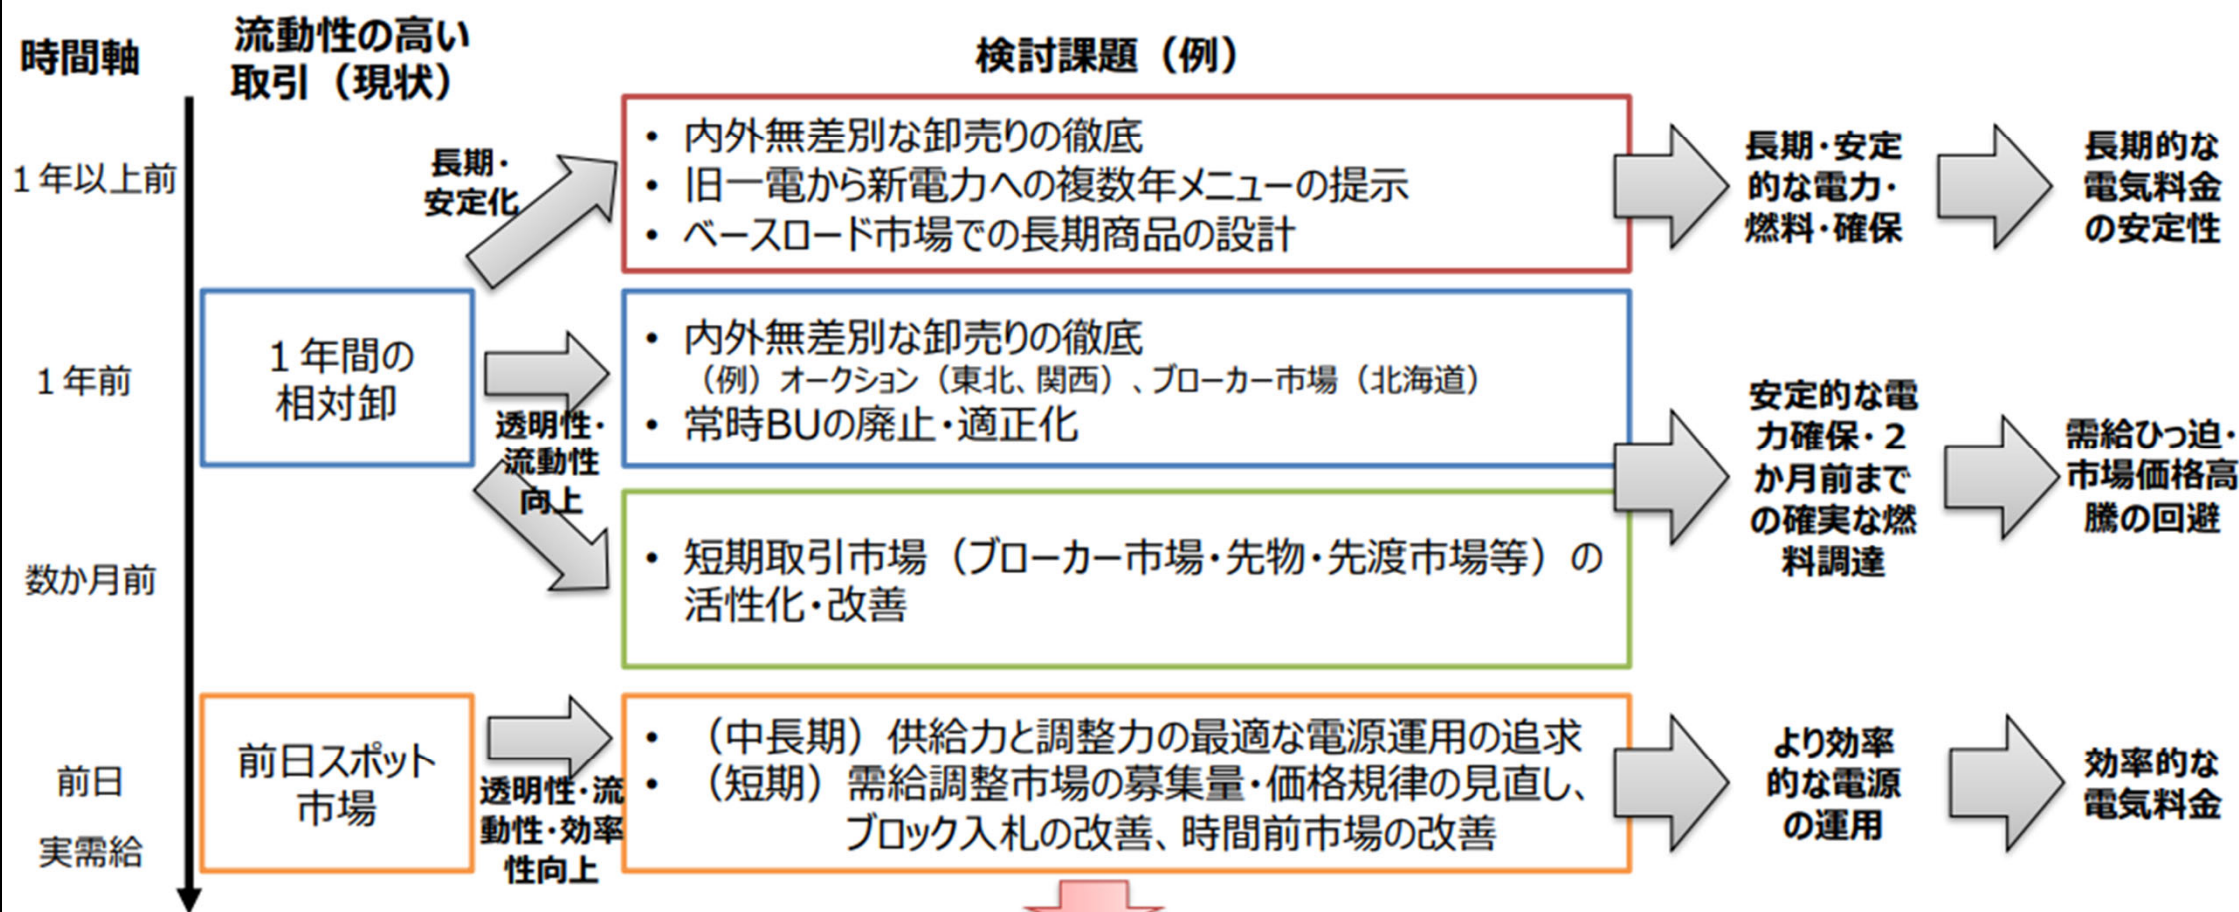 時間軸
流動性の高い
取引（現状）
検討課題（例）
１年以上前
長期・
安定化
• 内外無差別な卸売りの徹底
• 旧一電から新電力への複数年メニューの提示
• ベースロード市場での長期商品の設計
長期・安定
的な電力・
燃料・確保
長期的な
電気料金
の安定性
１年前
１年間の
相対卸
透明性・
流動性
向上
• 内外無差別な卸売りの徹底
（例）オークション（東北、関西）、ブローカー市場（北海道）
• 常時BUの廃止・適正化
数か月前
• 短期取引市場（ブローカー市場・先物・先渡市場等）の
活性化・改善
安定的な電
力確保・２
か月前まで
の確実な燃
料調達
需給ひっ迫・
市場価格高
騰の回避
前日
実需給
前日スポット
市場
透明性・流
動性・効率
性向上
• （中長期）供給力と調整力の最適な電源運用の追求
• （短期）需給調整市場の募集量・価格規律の見直し、
ブロック入札の改善、時間前市場の改善
より効率
的な電源
の運用
効率的な
電気料金